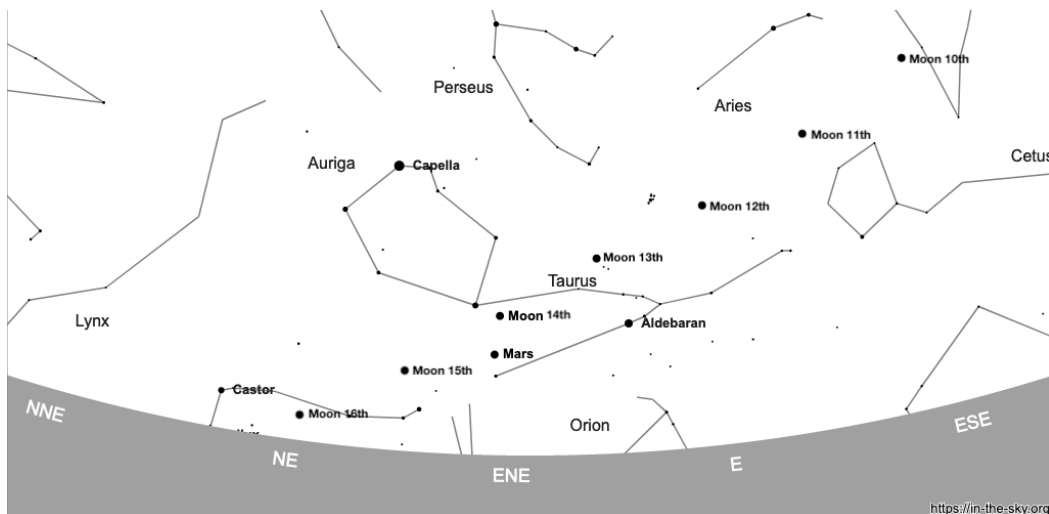 Moon 10th
Perseus
Aries
Moon 11th
Auriga
Capella
Cetus
Moon 12th
Moon 13th
Taurus
Moon 14th
Lynx
Aldebaran
Mars
Moon 15th
Castor
Moon 16th
NNE
Orion
ESE
NE
E
ENE
https://in-the-sky.org